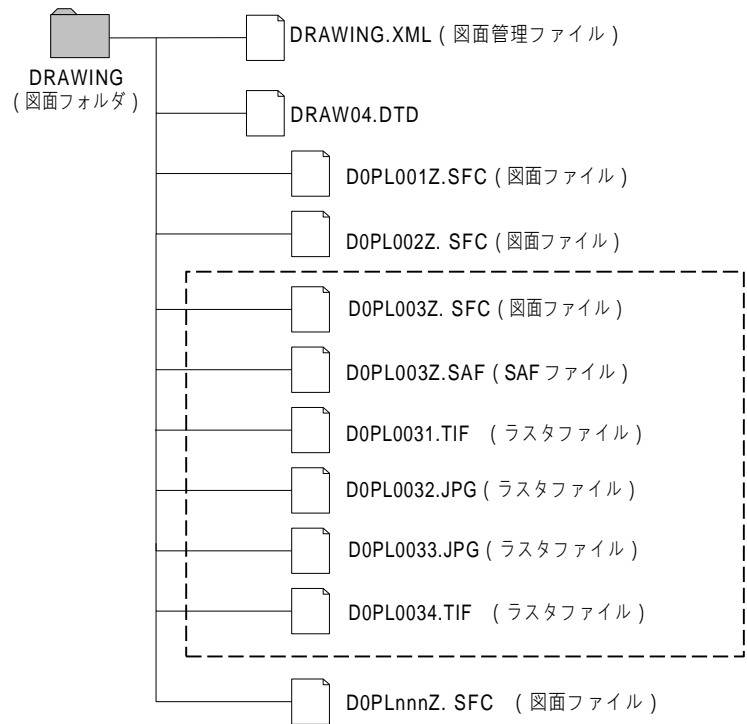 DRAWING.XML ( 図面管理ファイル )
DRAWING
( 図面フォルダ )
DRAW04.DTD
D0PL001Z.SFC ( 図面ファイル )
D0PL002Z. SFC ( 図面ファイル )
D0PL003Z. SFC ( 図面ファイル )
D0PL003Z.SAF ( SAF ファイル )
D0PL0031.TIF ( ラスタファイル )
D0PL0032.JPG ( ラスタファイル )
D0PL0033.JPG ( ラスタファイル )
D0PL0034.TIF ( ラスタファイル )
D0PLnnnZ. SFC ( 図面ファイル )